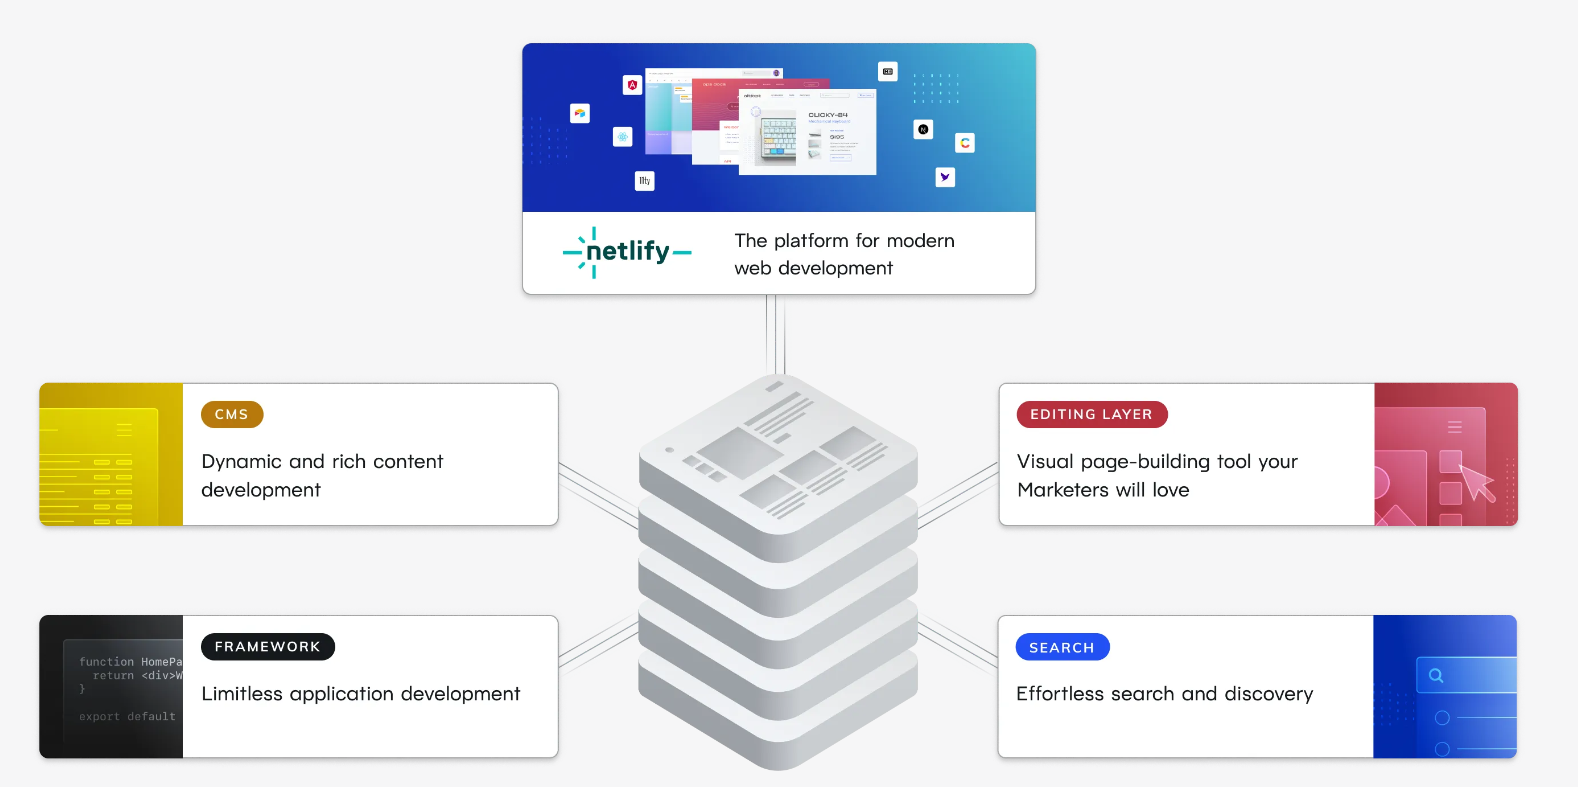 CLICKY-84
11ty
netlify
The platform for modern
web development
CMS
Dynamic and rich content
development
EDITING LAYER
Visual page-building tool your
Marketers will love
FRAMEWORK
function HomePa
return <div>W
}
export default
Limitless application development
SEARCH
Effortless search and discovery